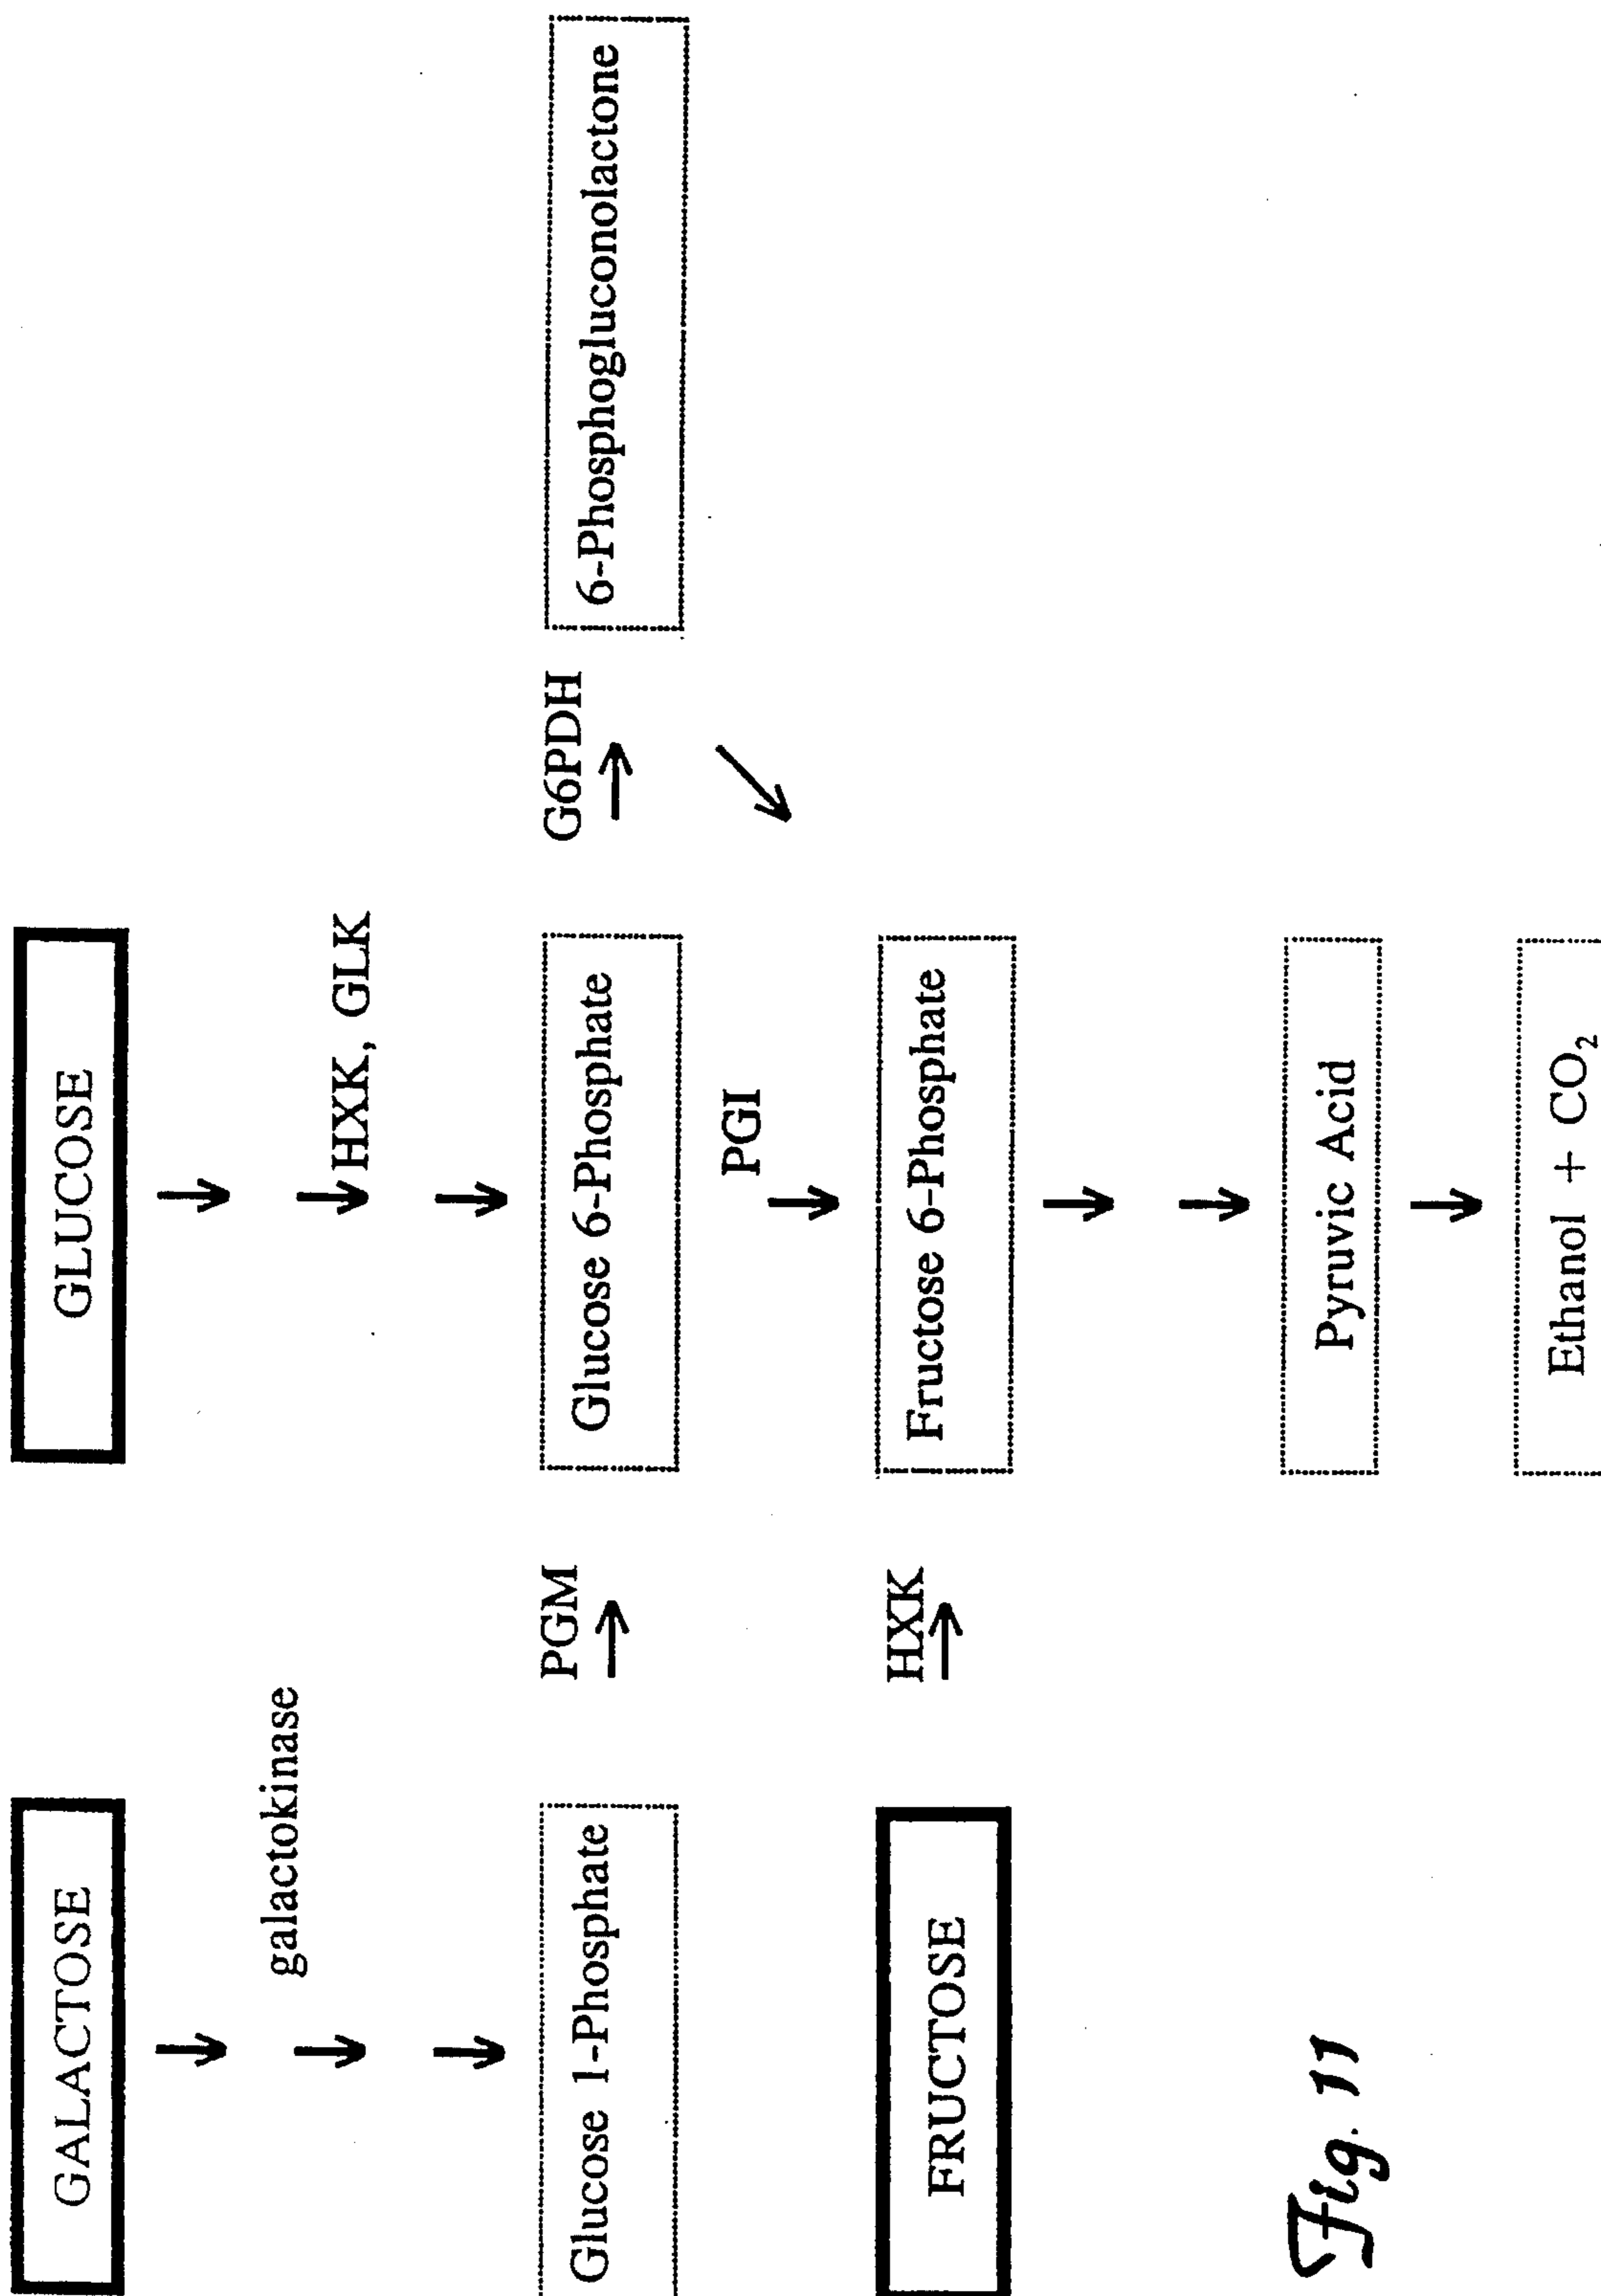 GALACTOSE
GLUCOSE
galactokinase
HXK, GLK
PGM
G6PDH
Glucose 1-Phosphate
Glucose 6-Phosphate
6-Phosphogluconolactone
PGI
HXK
FRUCTOSE
Fructose 6-Phosphate
Pyruvic Acid
Ethanol + CO₂
Fig. 11